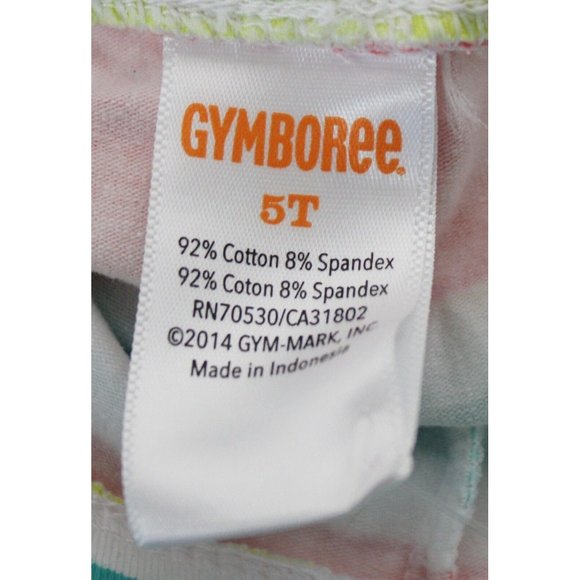 GYMBOREE
5T
92% Cotton 8% Spandex
92% Coton 8% Spandex
RN70530/CA31802
©2014 GYM-MARK, INC.
Made in Indonesia